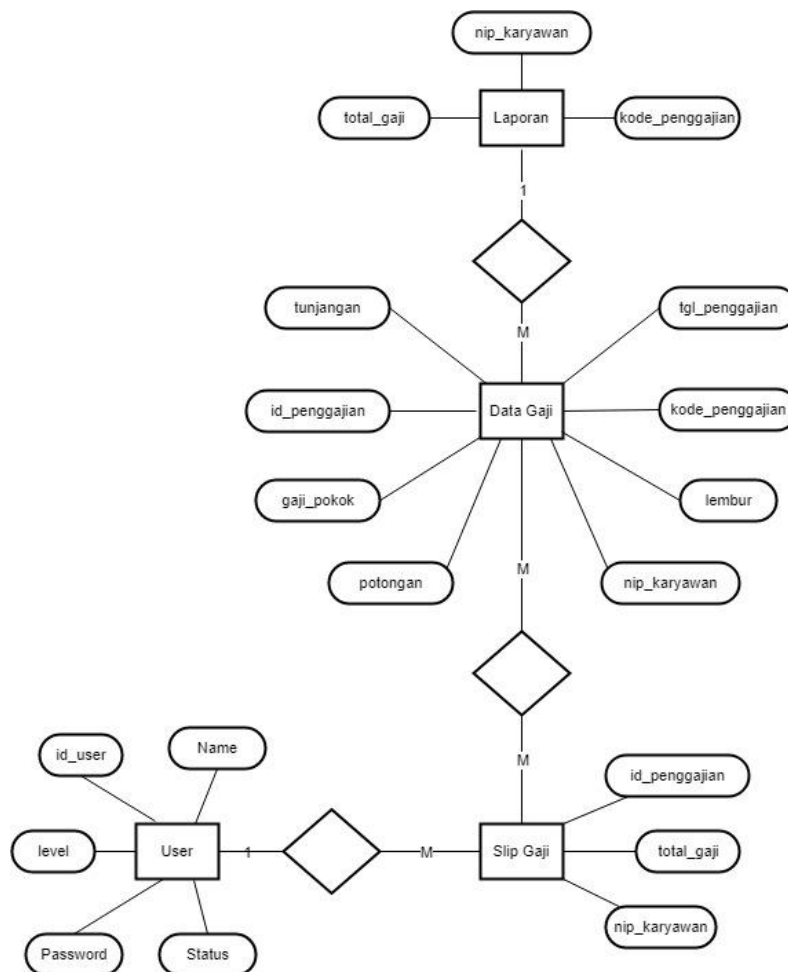 nip_karyawan
total_gaji
Laporan
kode_penggajian
1
M
tunjangan
tgl_penggajian
id_penggajian
Data Gaji
kode_penggajian
gaji_pokok
lembur
potongan
M
nip_karyawan
M
id_user
Name
id_penggajian
level
User
1
M
Slip Gaji
total_gaji
nip_karyawan
Password
Status